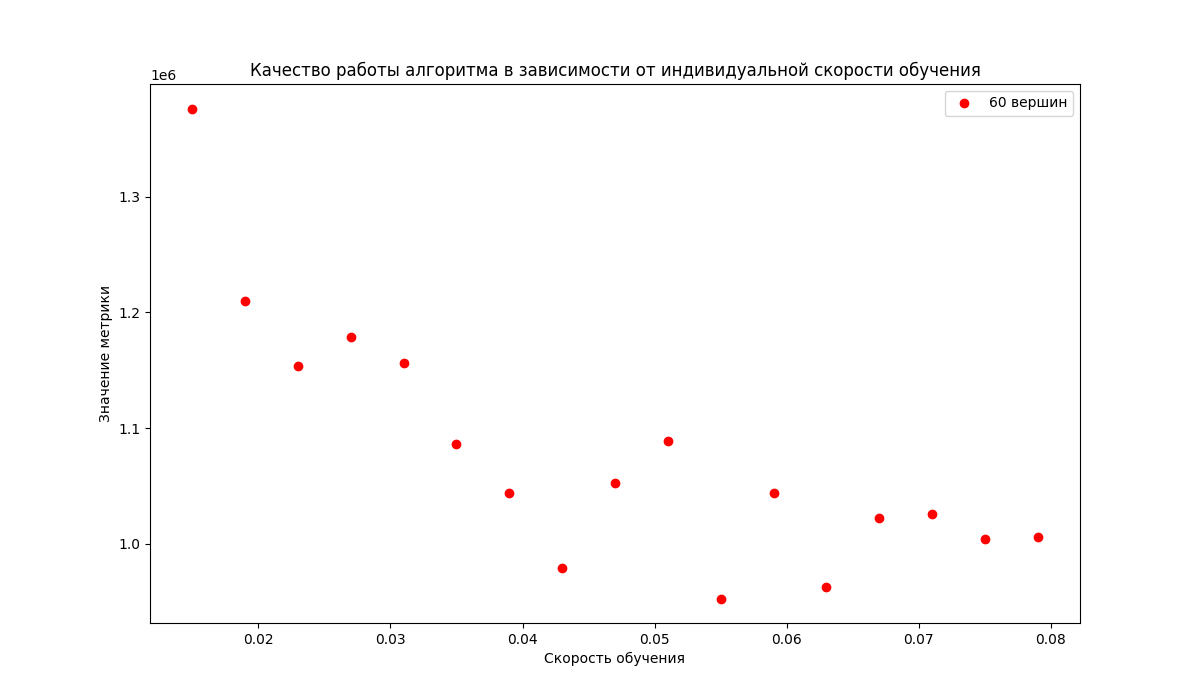 Качество работы алгоритма в зависимости от индивидуальной скорости обучения
1e6
60 вершин
1.3
1.2
1.1
1.0
Значение метрики
0.02 0.03 0.04 0.05 0.06 0.07 0.08
Скорость обучения